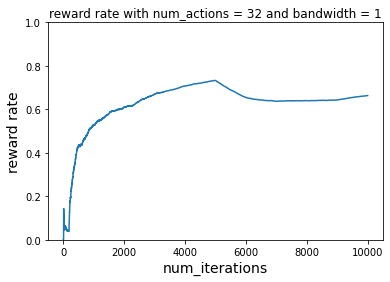 reward rate with num_actions = 32 and bandwidth = 1
1.0
0.8
0.6
0.4
0.2
0.0
reward rate
0 2000 4000 6000 8000 10000
num_iterations